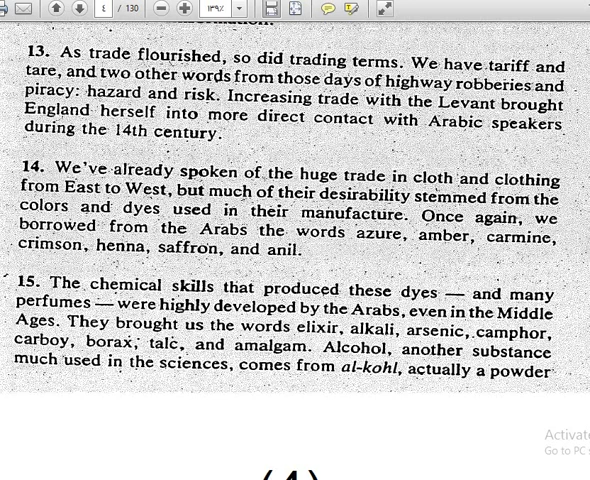 ٤ / 130 ١٣٩٪
13. As trade flourished, so did trading terms. We have tariff and
tare, and two other words from those days of highway robberies and
piracy: hazard and risk. Increasing trade with the Levant brought
England herself into more direct contact with Arabic speakers
during the 14th century.
14. We've already spoken of the huge trade in cloth and clothing
from East to West, but much of their desirability stemmed from the
colors and dyes used in their manufacture. Once again, we
borrowed from the Arabs the words azure, amber, carmine,
crimson, henna, saffron, and anil.
15. The chemical skills that produced these dyes — and many
perfumes — were highly developed by the Arabs, even in the Middle
Ages. They brought us the words elixir, alkali, arsenic, camphor,
carboy, borax, talc, and amalgam. Alcohol, another substance
much used in the sciences, comes from al-kohl, actually a powder
Activate
Go to PC